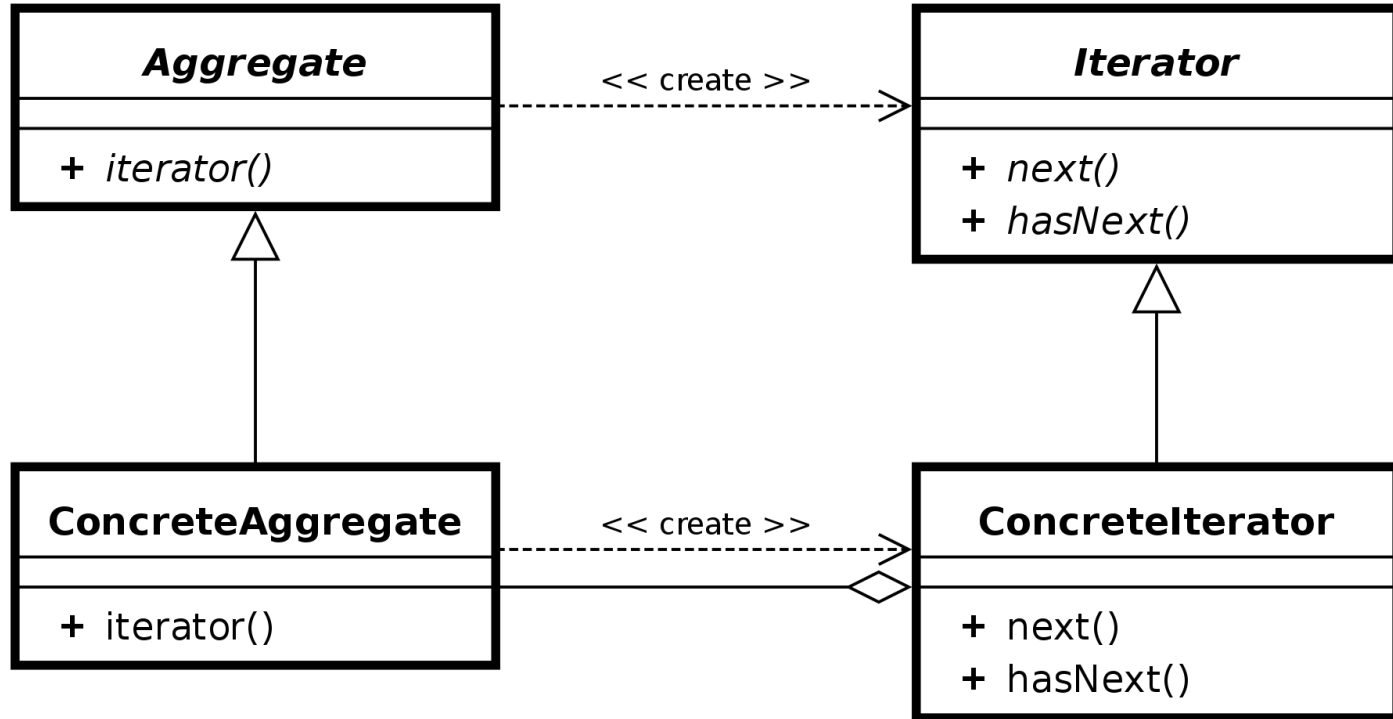 Aggregate
+ iterator()
<< create >>
Iterator
+ next()
+ hasNext()
ConcreteAggregate
+ iterator()
<< create >>
ConcreteIterator
+ next()
+ hasNext()